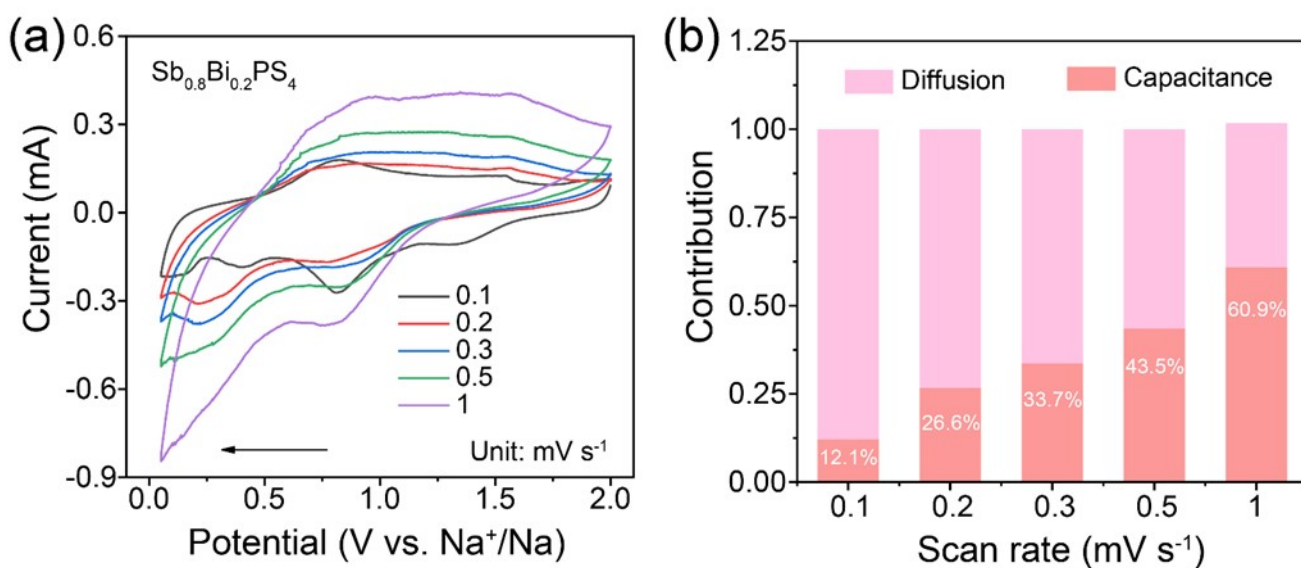 (a)
Sb₀.₈Bi₀.₂PS₄
Current (mA)
0.6
0.3
0.0
-0.3
-0.6
-0.9
0.1
0.2
0.3
0.5
1
Unit: mV s⁻¹
0.0 0.5 1.0 1.5 2.0
Potential (V vs. Na⁺/Na)
(b)
Diffusion Capacitance
Contribution
1.25
1.00
0.75
0.50
0.25
0.00
12.1% 26.6% 33.7% 43.5% 60.9%
0.1 0.2 0.3 0.5 1
Scan rate (mV s⁻¹)